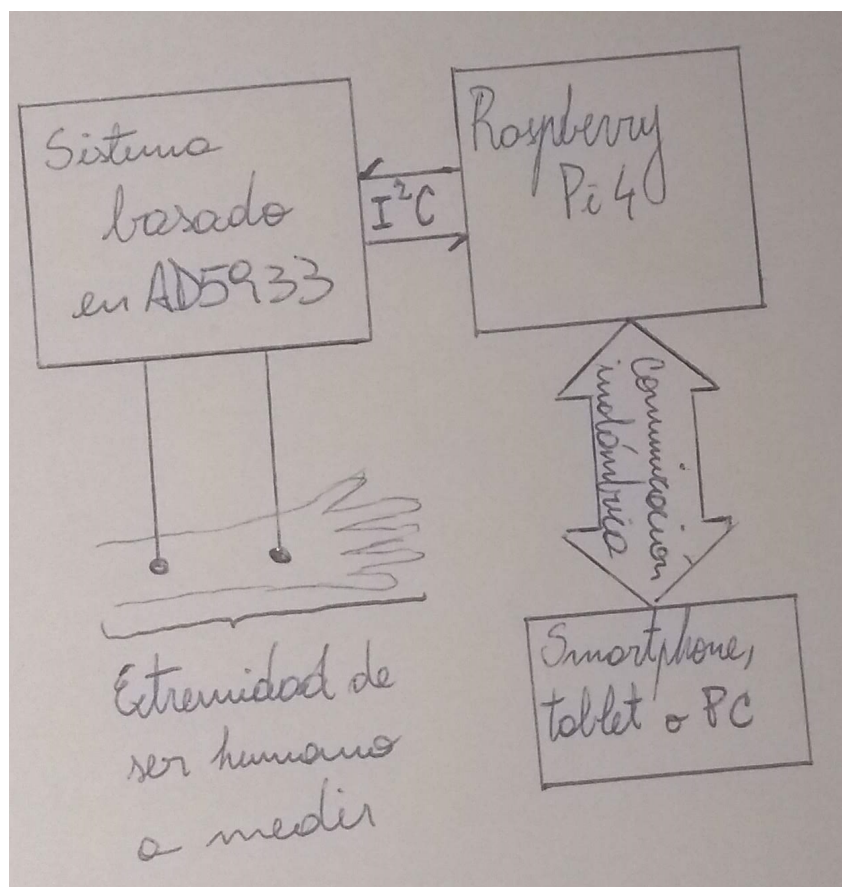 Sistema
basado
en AD5933
I²C
Raspberry
Pi 4
Comunicación
inalámbrica
Smartphone,
tablet o PC
Extremidad de
ser humano
a medir